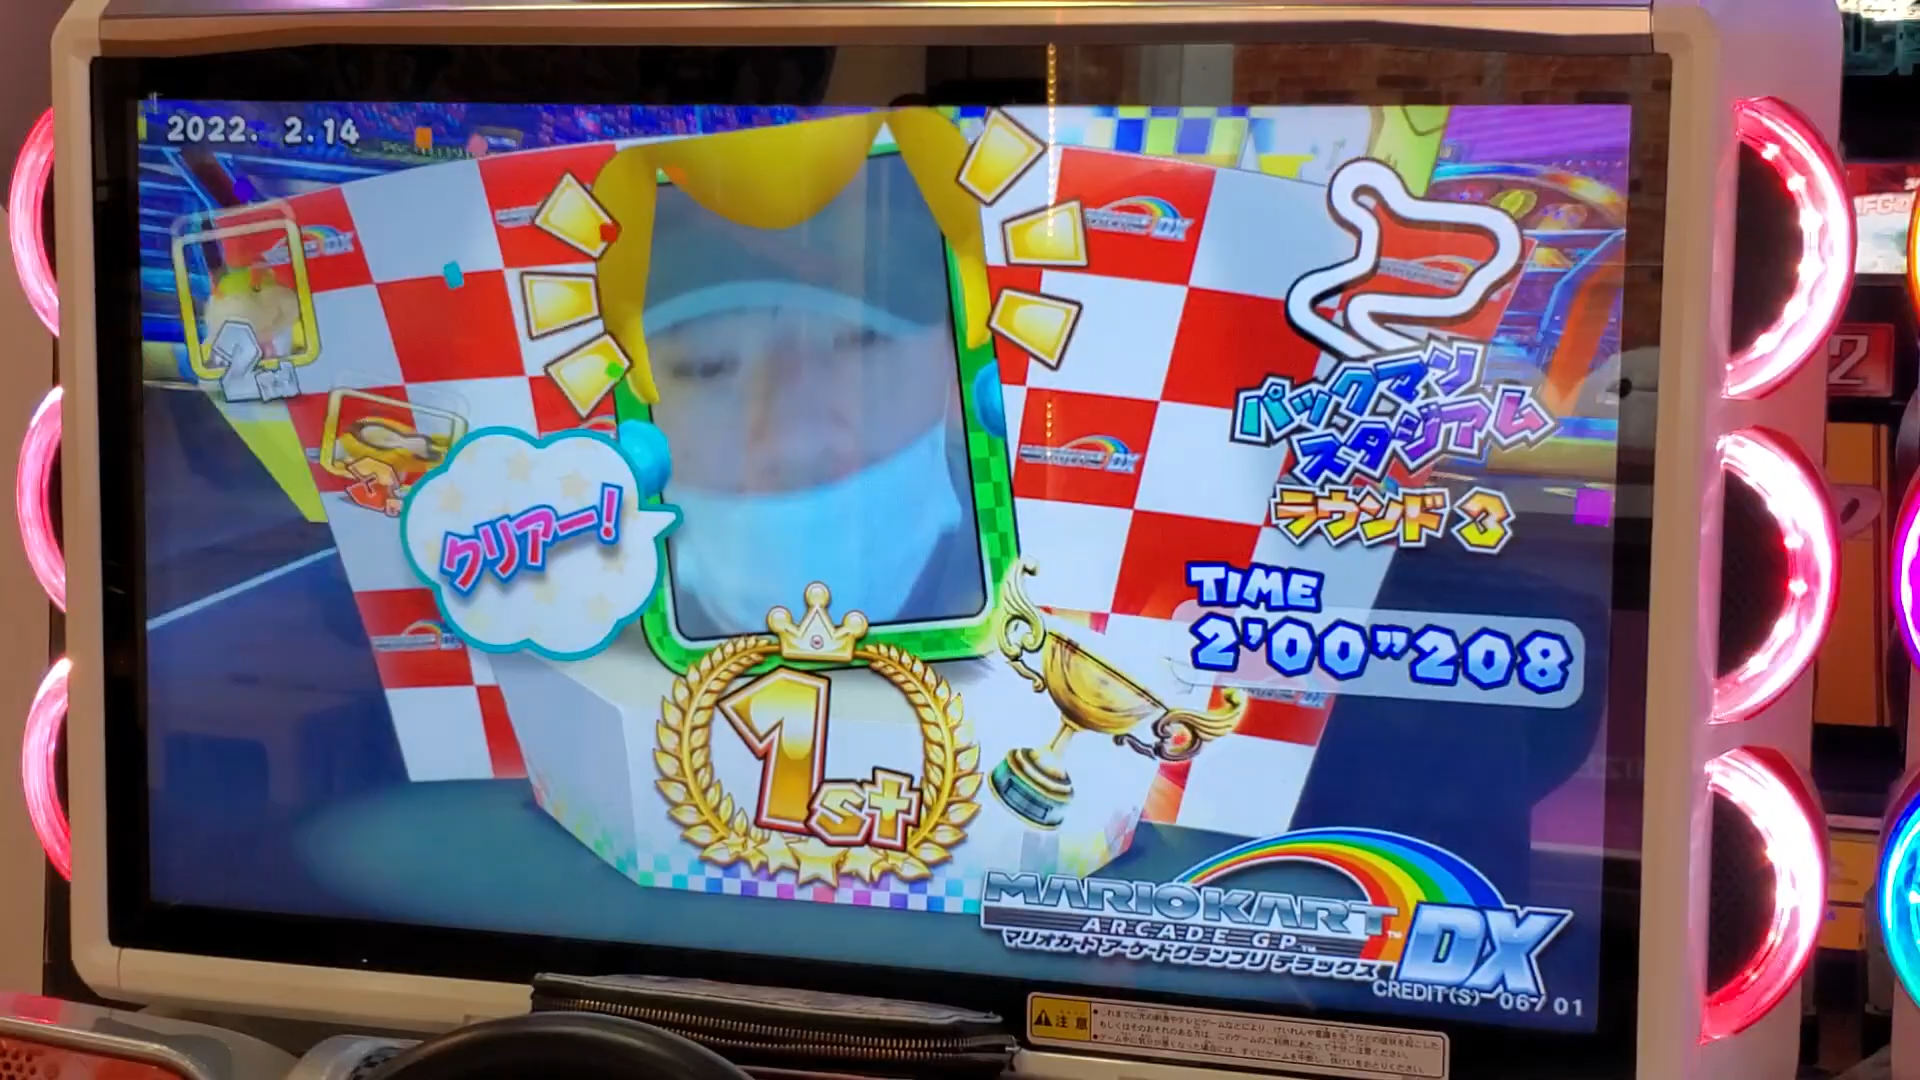 2022. 2.14
2nd
クリアー!
パックマン
スタジアム
ラウンド 3
TIME
2'00"208
1st
MARIOKART
ARCADE GP
DX
マリオカート アーケードグランプリ デラックス
CREDIT(S) 06/01
注意